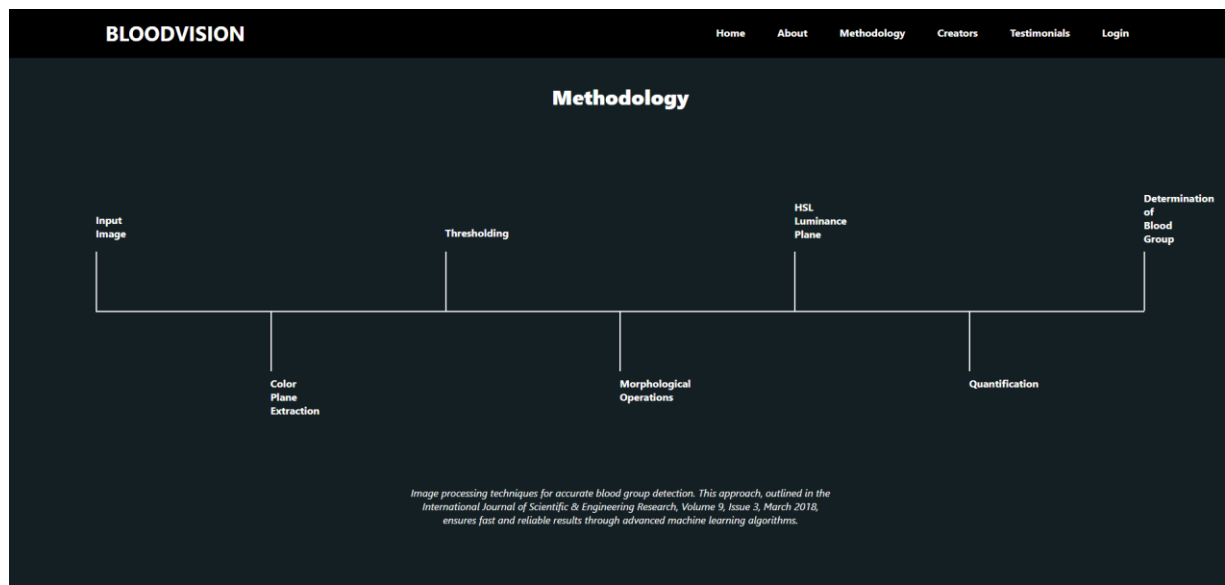 BLOODVISION
Home About Methodology Creators Testimonials Login
Methodology
Input
Image
Color
Plane
Extraction
Thresholding
Morphological
Operations
HSL
Luminance
Plane
Quantification
Determination
of
Blood
Group
Image processing techniques for accurate blood group detection. This approach, outlined in the
International Journal of Scientific & Engineering Research, Volume 9, Issue 3, March 2018,
ensures fast and reliable results through advanced machine learning algorithms.